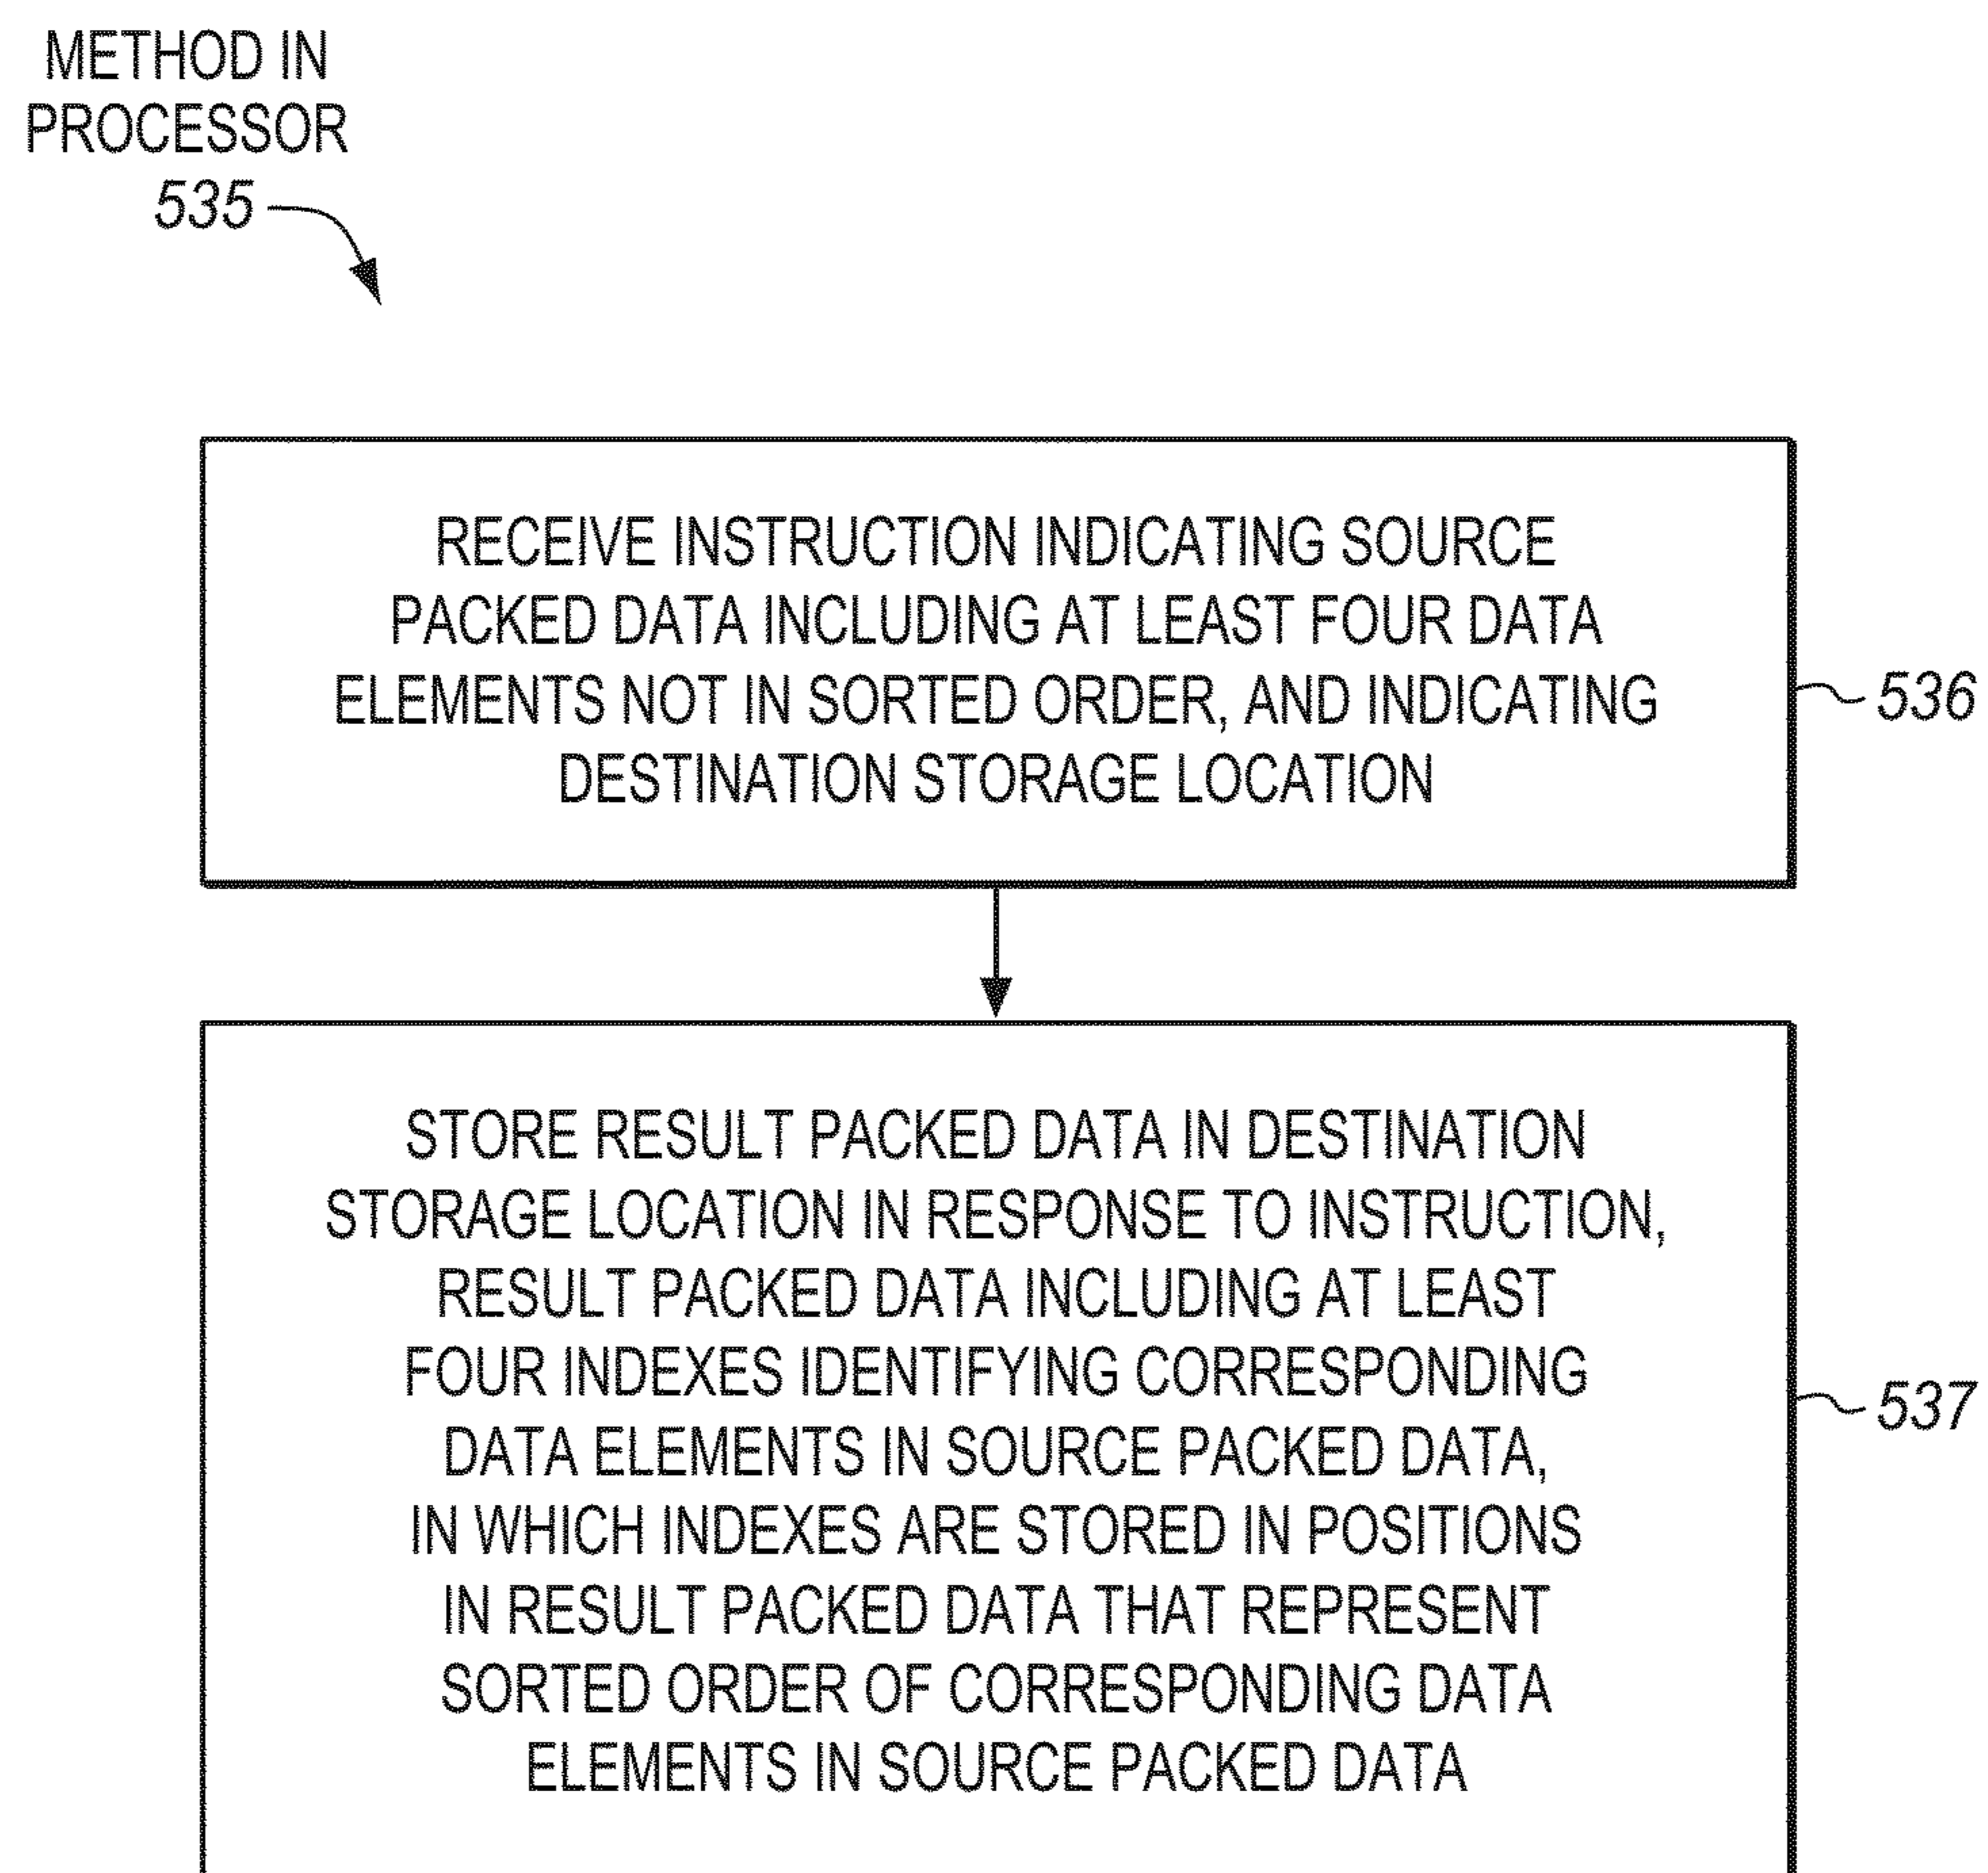 METHOD IN
PROCESSOR
535
RECEIVE INSTRUCTION INDICATING SOURCE
PACKED DATA INCLUDING AT LEAST FOUR DATA
ELEMENTS NOT IN SORTED ORDER, AND INDICATING
DESTINATION STORAGE LOCATION
536
STORE RESULT PACKED DATA IN DESTINATION
STORAGE LOCATION IN RESPONSE TO INSTRUCTION,
RESULT PACKED DATA INCLUDING AT LEAST
FOUR INDEXES IDENTIFYING CORRESPONDING
DATA ELEMENTS IN SOURCE PACKED DATA,
IN WHICH INDEXES ARE STORED IN POSITIONS
IN RESULT PACKED DATA THAT REPRESENT
SORTED ORDER OF CORRESPONDING DATA
ELEMENTS IN SOURCE PACKED DATA
537